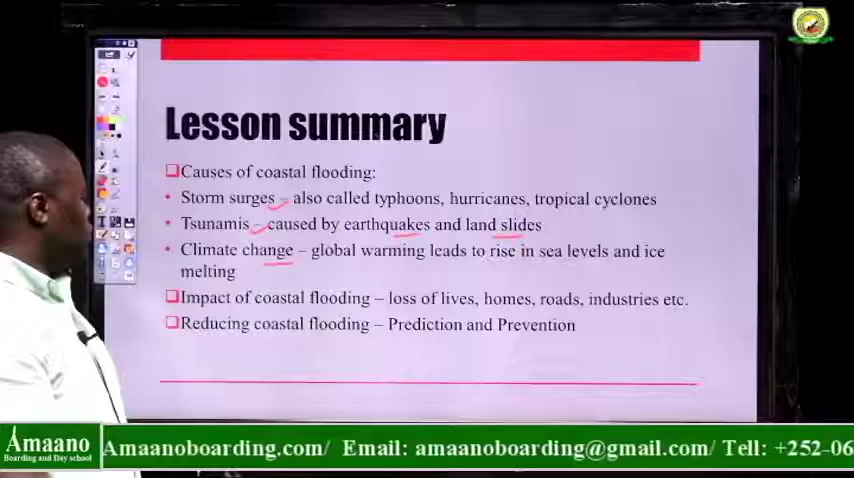 Lesson summary
❑Causes of coastal flooding:
• Storm surges – also called typhoons, hurricanes, tropical cyclones
• Tsunamis – caused by earthquakes and land slides
• Climate change – global warming leads to rise in sea levels and ice
melting
❑Impact of coastal flooding – loss of lives, homes, roads, industries etc.
❑Reducing coastal flooding – Prediction and Prevention
Amaano
Boarding and Day school
Amaanoboarding.com/ Email: amaanoboarding@gmail.com/ Tell: +252-06